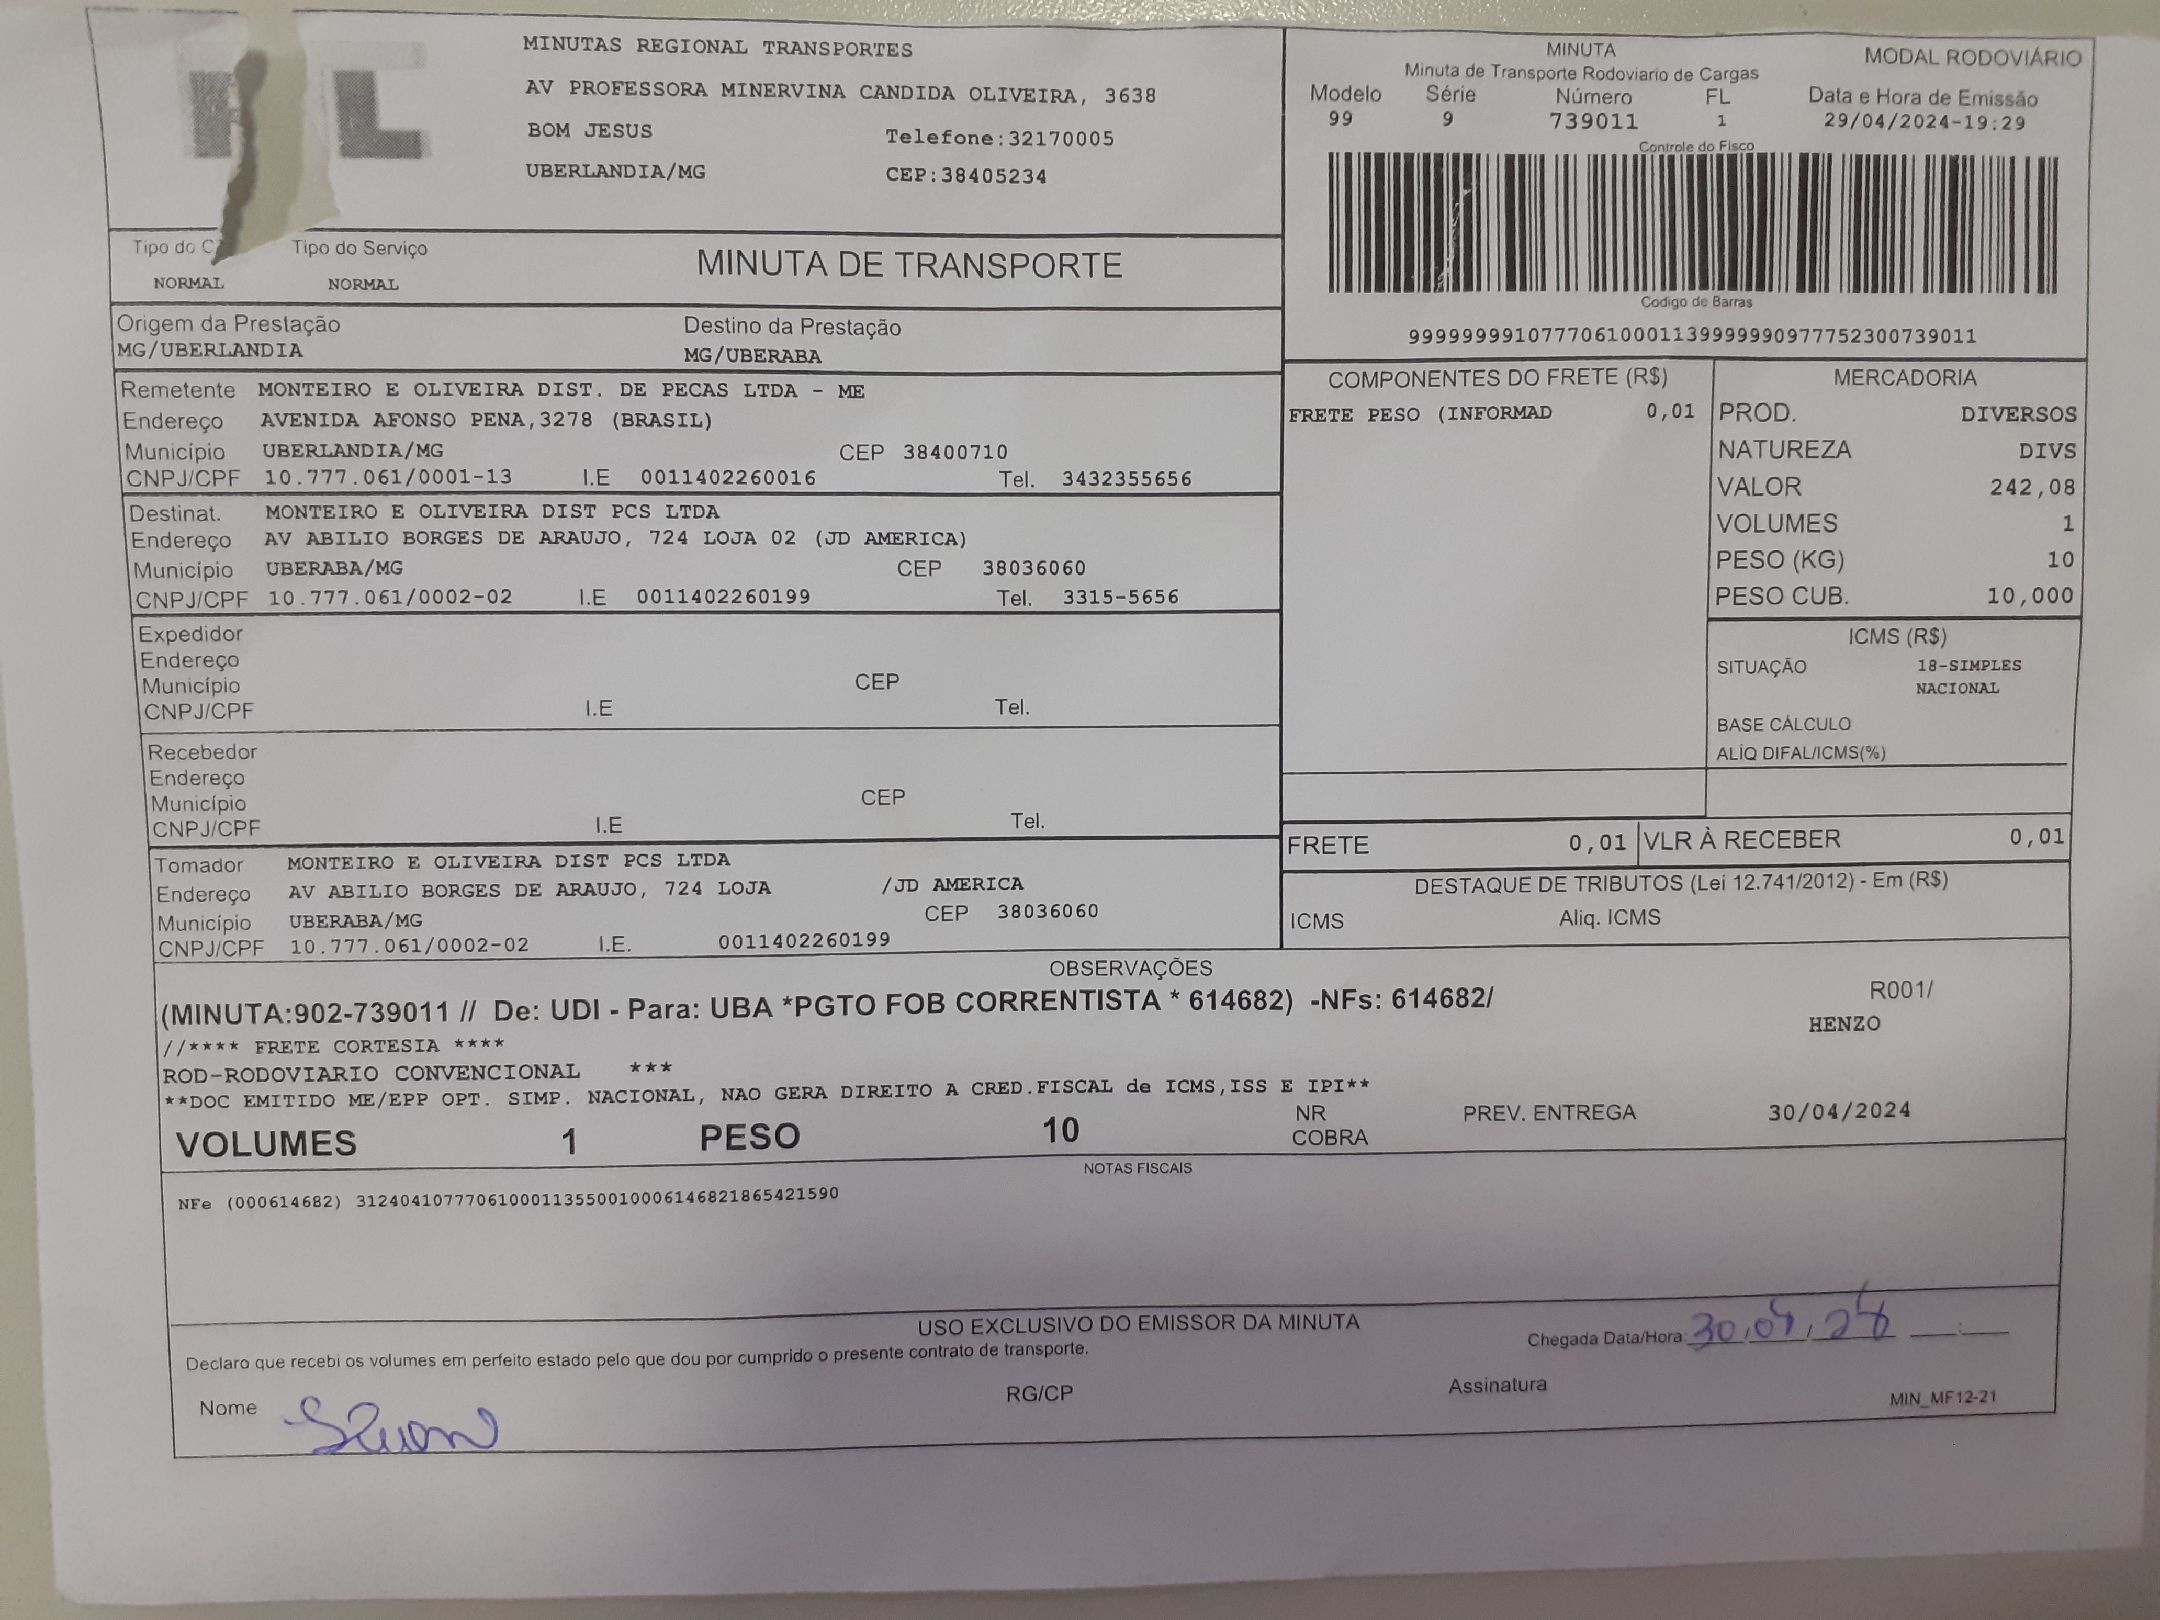 MINUTAS REGIONAL TRANSPORTES
AV PROFESSORA MINERVINA CANDIDA OLIVEIRA, 3638
BOM JESUS Telefone:32170005
UBERLANDIA/MG CEP:38405234
MINUTA MODAL RODOVIÁRIO
Minuta de Transporte Rodoviario de Cargas
Modelo Série Número FL Data e Hora de Emissão
99 9 739011 1 29/04/2024-19:29
Controle do Fisco
Codigo de Barras
99999999107770610001139999990977752300739011
Tipo do C Tipo do Serviço
NORMAL NORMAL
MINUTA DE TRANSPORTE
Origem da Prestação Destino da Prestação
MG/UBERLANDIA MG/UBERABA
Remetente MONTEIRO E OLIVEIRA DIST. DE PECAS LTDA - ME
Endereço AVENIDA AFONSO PENA,3278 (BRASIL)
Município UBERLANDIA/MG CEP 38400710
CNPJ/CPF 10.777.061/0001-13 I.E 0011402260016 Tel. 3432355656
Destinat. MONTEIRO E OLIVEIRA DIST PCS LTDA
Endereço AV ABILIO BORGES DE ARAUJO, 724 LOJA 02 (JD AMERICA)
Município UBERABA/MG CEP 38036060
CNPJ/CPF 10.777.061/0002-02 I.E 0011402260199 Tel. 3315-5656
Expedidor
Endereço
Município CEP
CNPJ/CPF I.E Tel.
Recebedor
Endereço
Município CEP
CNPJ/CPF I.E Tel.
Tomador MONTEIRO E OLIVEIRA DIST PCS LTDA
Endereço AV ABILIO BORGES DE ARAUJO, 724 LOJA /JD AMERICA
Município UBERABA/MG CEP 38036060
CNPJ/CPF 10.777.061/0002-02 I.E. 0011402260199
COMPONENTES DO FRETE (R$)
FRETE PESO (INFORMAD 0,01
MERCADORIA
PROD. DIVERSOS
NATUREZA DIVS
VALOR 242,08
VOLUMES 1
PESO (KG) 10
PESO CUB. 10,000
ICMS (R$)
SITUAÇÃO 18-SIMPLES
NACIONAL
BASE CÁLCULO
ALÍQ DIFAL/ICMS(%)
FRETE 0,01 VLR À RECEBER 0,01
DESTAQUE DE TRIBUTOS (Lei 12.741/2012) - Em (R$)
ICMS Aliq. ICMS
OBSERVAÇÕES
(MINUTA:902-739011 // De: UDI - Para: UBA *PGTO FOB CORRENTISTA * 614682) -NFs: 614682/ R001/
HENZO
//**** FRETE CORTESIA ****
ROD-RODOVIARIO CONVENCIONAL ***
**DOC EMITIDO ME/EPP OPT. SIMP. NACIONAL, NAO GERA DIREITO A CRED.FISCAL de ICMS,ISS E IPI**
VOLUMES 1 PESO 10 NR COBRA PREV. ENTREGA 30/04/2024
NOTAS FISCAIS
NFe (000614682) 31240410777061000113550010006146821865421590
USO EXCLUSIVO DO EMISSOR DA MINUTA
Declaro que recebi os volumes em perfeito estado pelo que dou por cumprido o presente contrato de transporte.
Chegada Data/Hora: 30,04,24 :
Nome RG/CP Assinatura
MIN_MF12-21